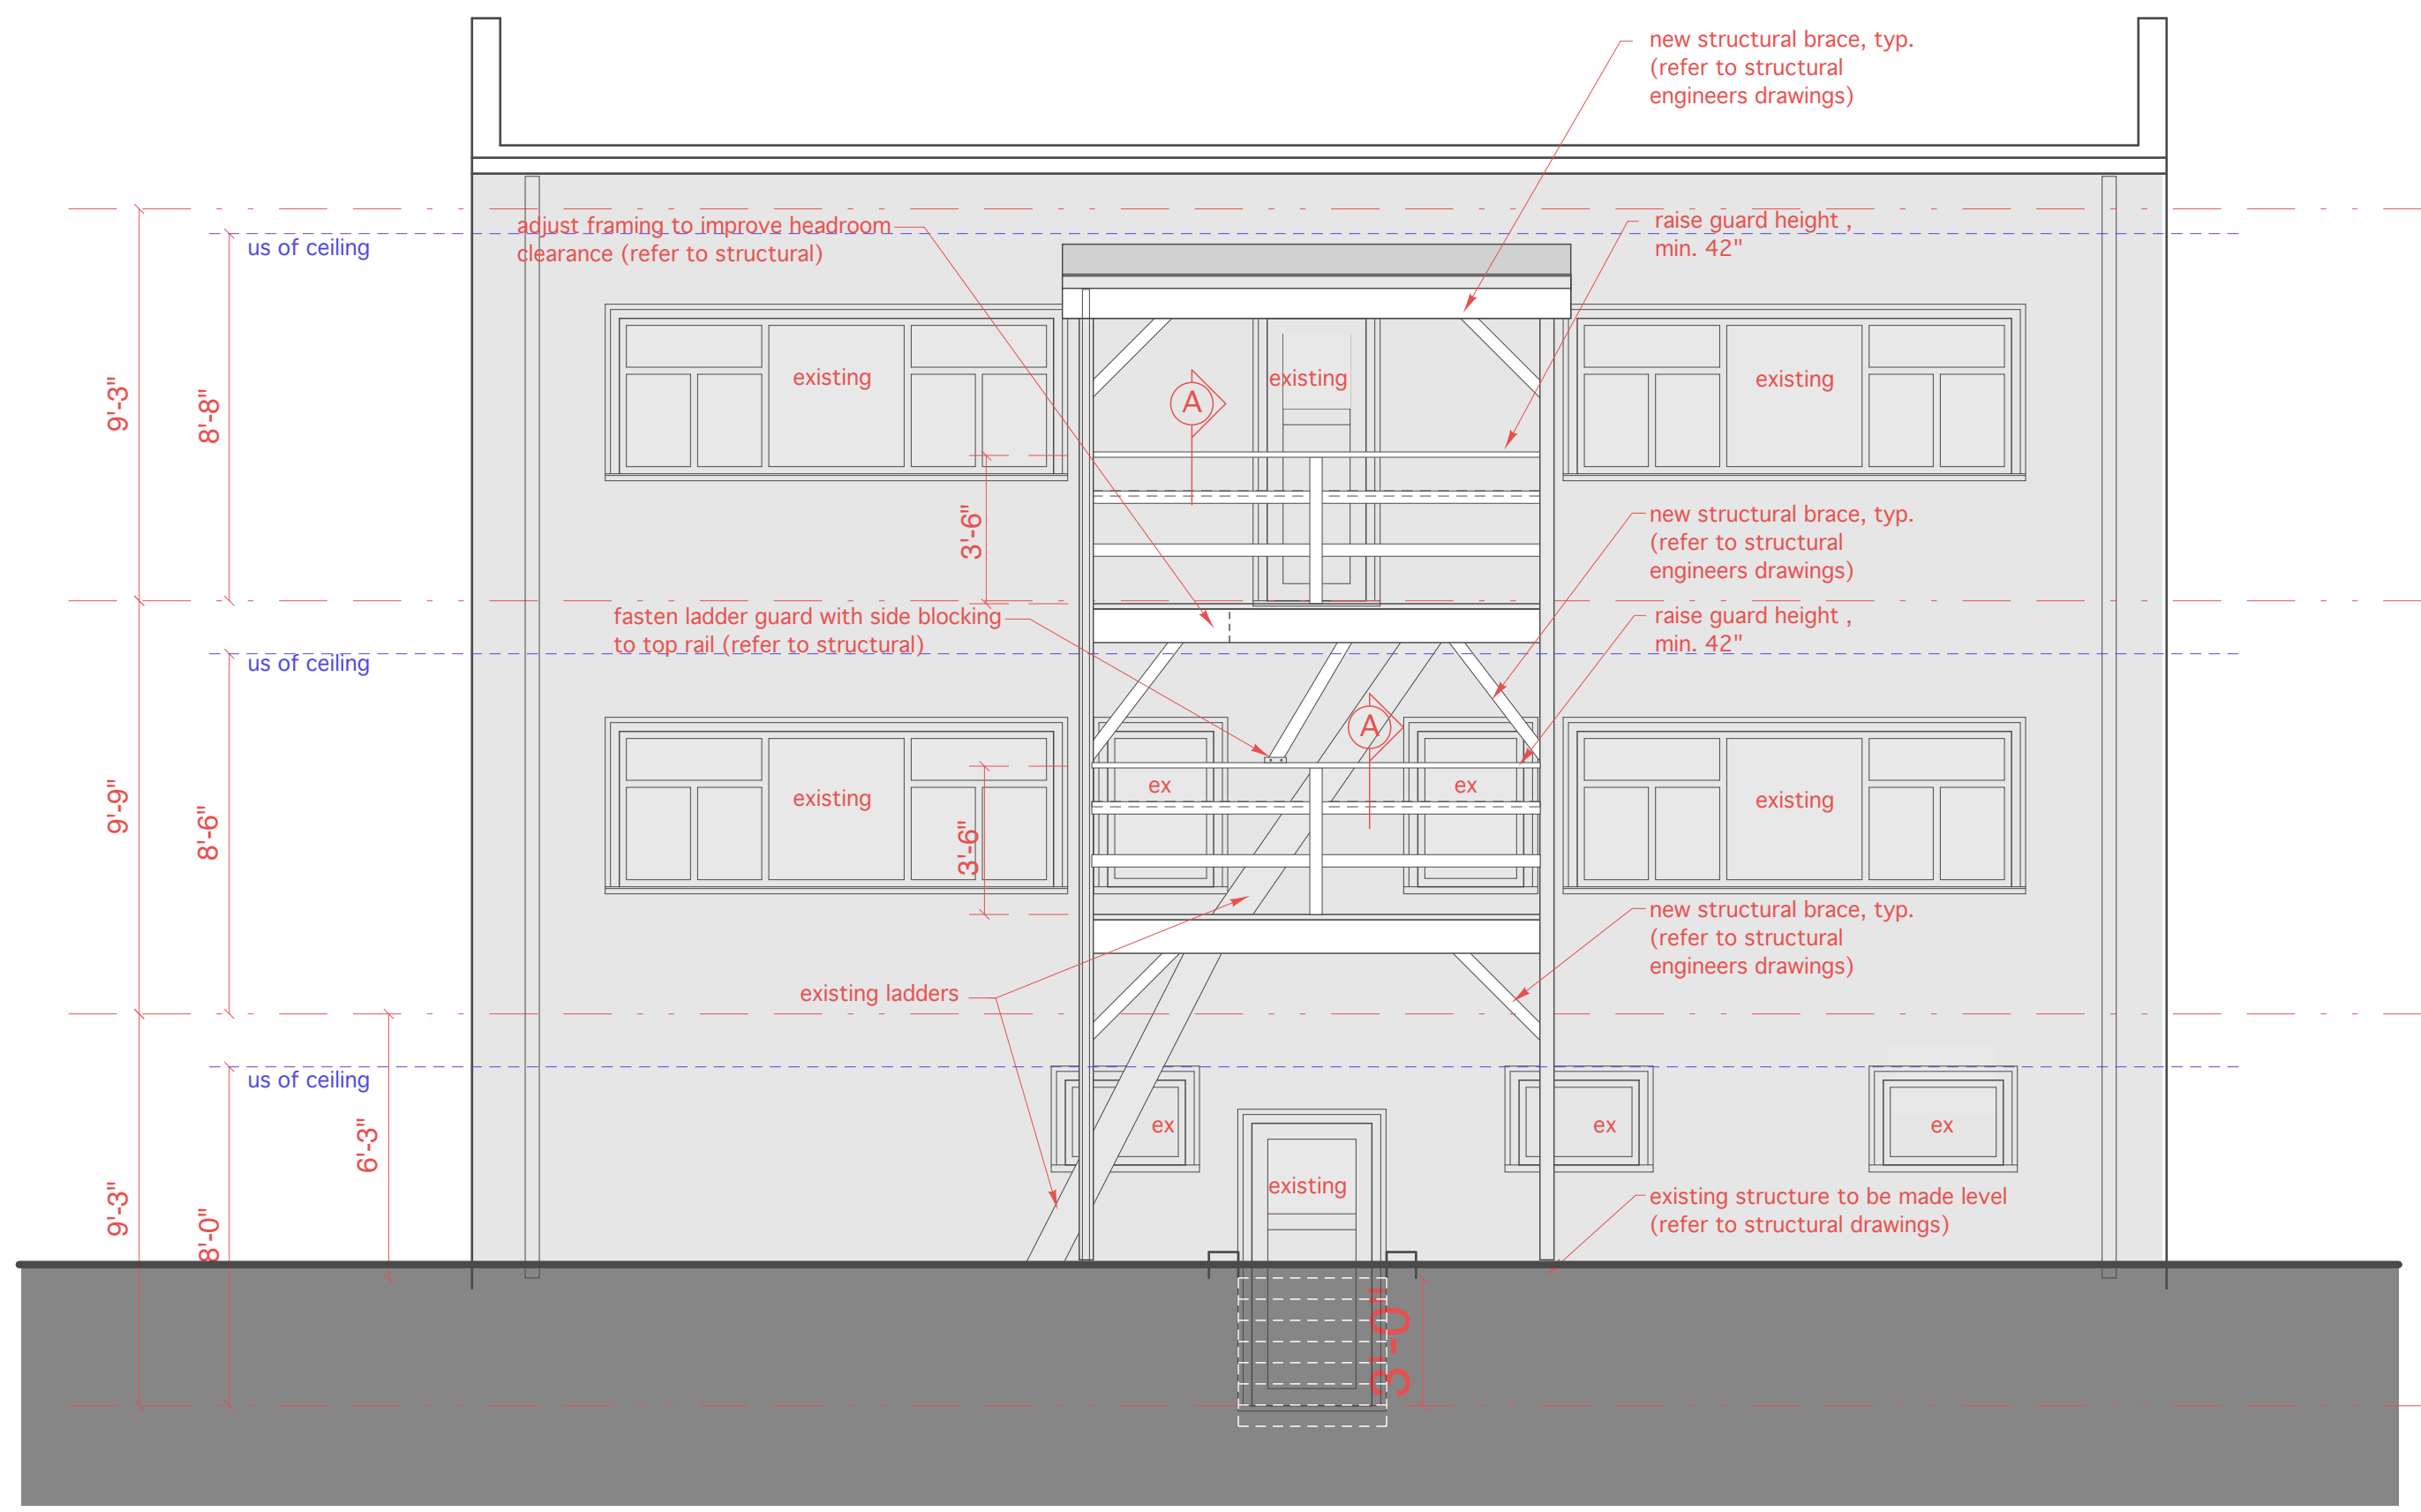 new structural brace, typ.
(refer to structural
engineers drawings)
adjust framing to improve headroom
clearance (refer to structural)
raise guard height ,
min. 42"
us of ceiling
9'-3"
8'-8"
existing
existing
existing
A
3'-6"
new structural brace, typ.
(refer to structural
engineers drawings)
fasten ladder guard with side blocking
to top rail (refer to structural)
raise guard height ,
min. 42"
us of ceiling
A
9'-9"
8'-6"
existing
3'-6"
ex
ex
existing
new structural brace, typ.
(refer to structural
engineers drawings)
existing ladders
us of ceiling
6'-3"
ex
ex
ex
9'-3"
8'-0"
existing
existing structure to be made level
(refer to structural drawings)
3'-0"